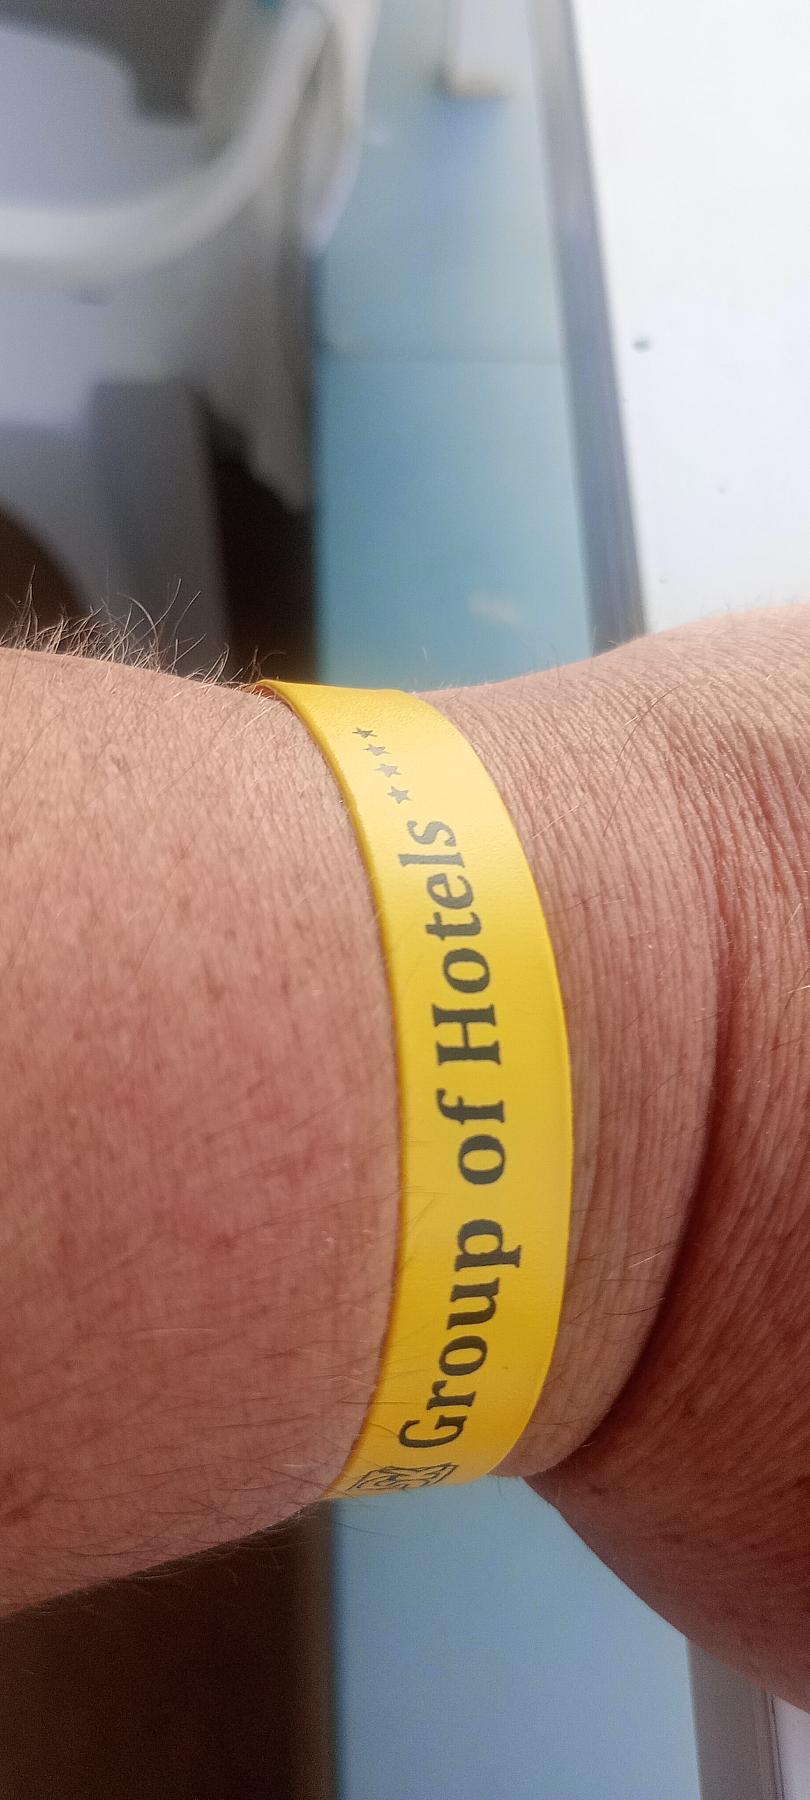 Group of Hotels ★★★★